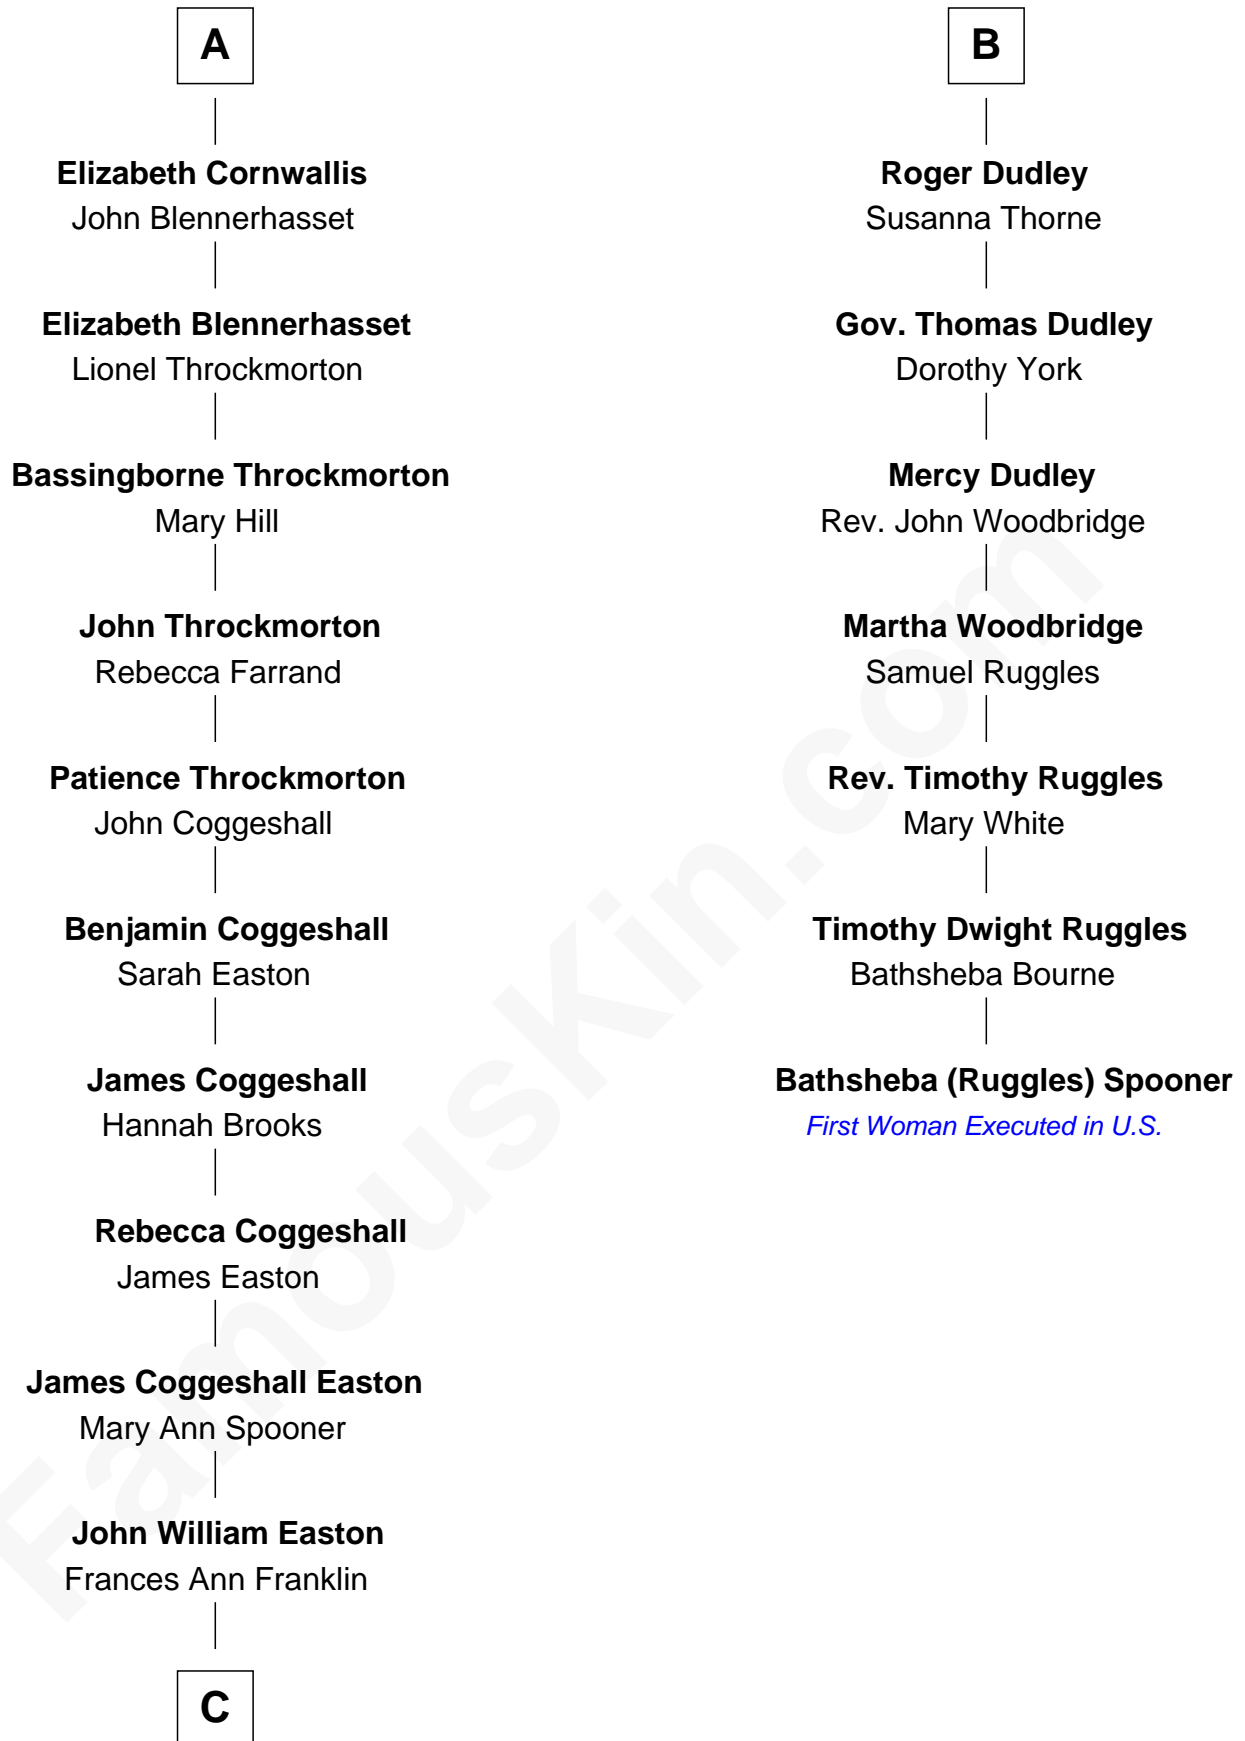 A
Elizabeth Cornwallis
John Blennerhasset
Elizabeth Blennerhasset
Lionel Throckmorton
Bassingborne Throckmorton
Mary Hill
John Throckmorton
Rebecca Farrand
Patience Throckmorton
John Coggeshall
Benjamin Coggeshall
Sarah Easton
James Coggeshall
Hannah Brooks
Rebecca Coggeshall
James Easton
James Coggeshall Easton
Mary Ann Spooner
John William Easton
Frances Ann Franklin
C
B
Roger Dudley
Susanna Thorne
Gov. Thomas Dudley
Dorothy York
Mercy Dudley
Rev. John Woodbridge
Martha Woodbridge
Samuel Ruggles
Rev. Timothy Ruggles
Mary White
Timothy Dwight Ruggles
Bathsheba Bourne
Bathsheba (Ruggles) Spooner
First Woman Executed in U.S.
FamousKin.com